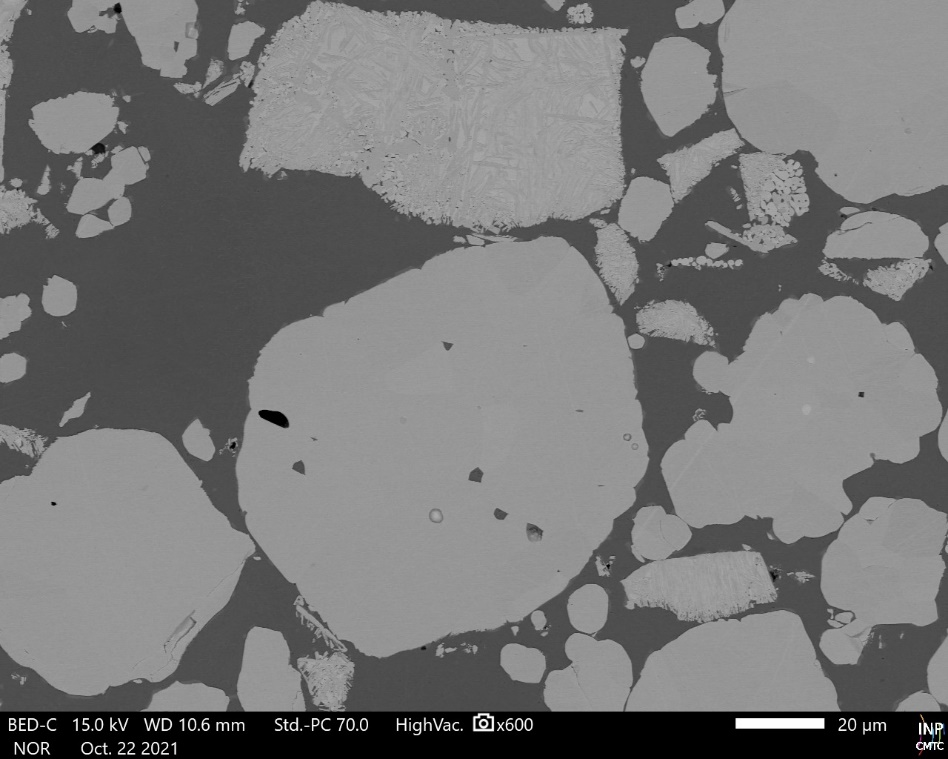 BED-C 15.0 kV WD 10.6 mm Std.-PC 70.0 HighVac. x600 20 µm
NOR Oct. 22 2021
INP
CMTC